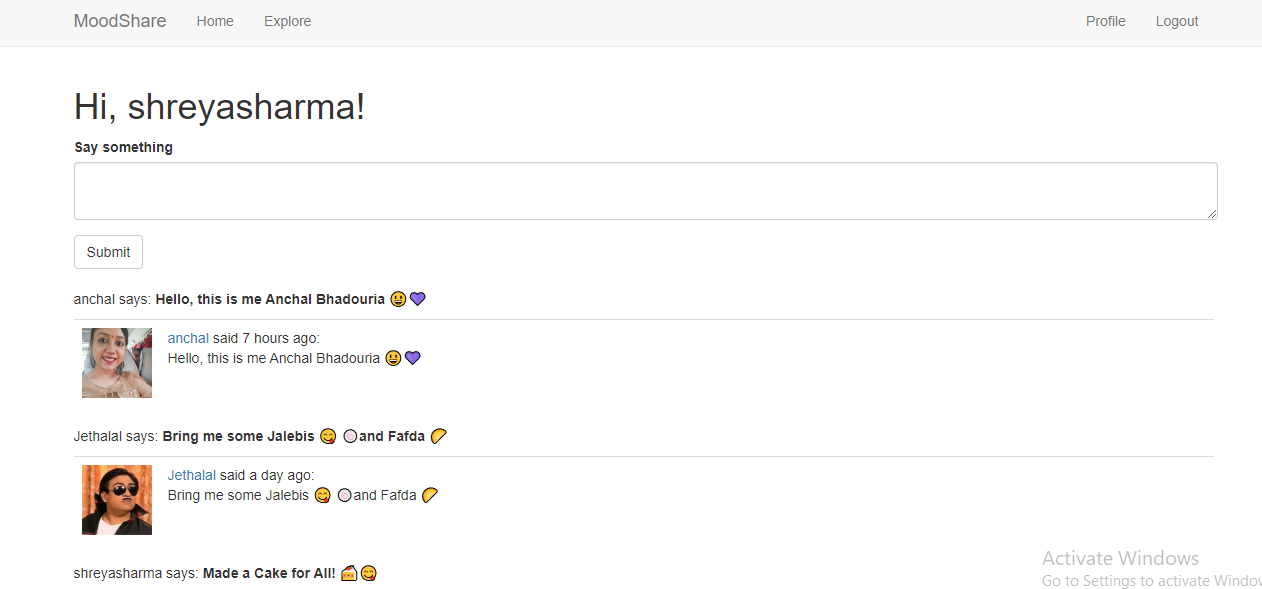 MoodShare Home Explore Profile Logout
Hi, shreyasharma!
Say something
Submit
anchal says: Hello, this is me Anchal Bhadouria 😃💜
anchal said 7 hours ago:
Hello, this is me Anchal Bhadouria 😃💜
Jethalal says: Bring me some Jalebis 😋 🍥and Fafda 🌮
Jethalal said a day ago:
Bring me some Jalebis 😋 🍥and Fafda 🌮
shreyasharma says: Made a Cake for All! 🍰😋
Activate Windows
Go to Settings to activate Windo